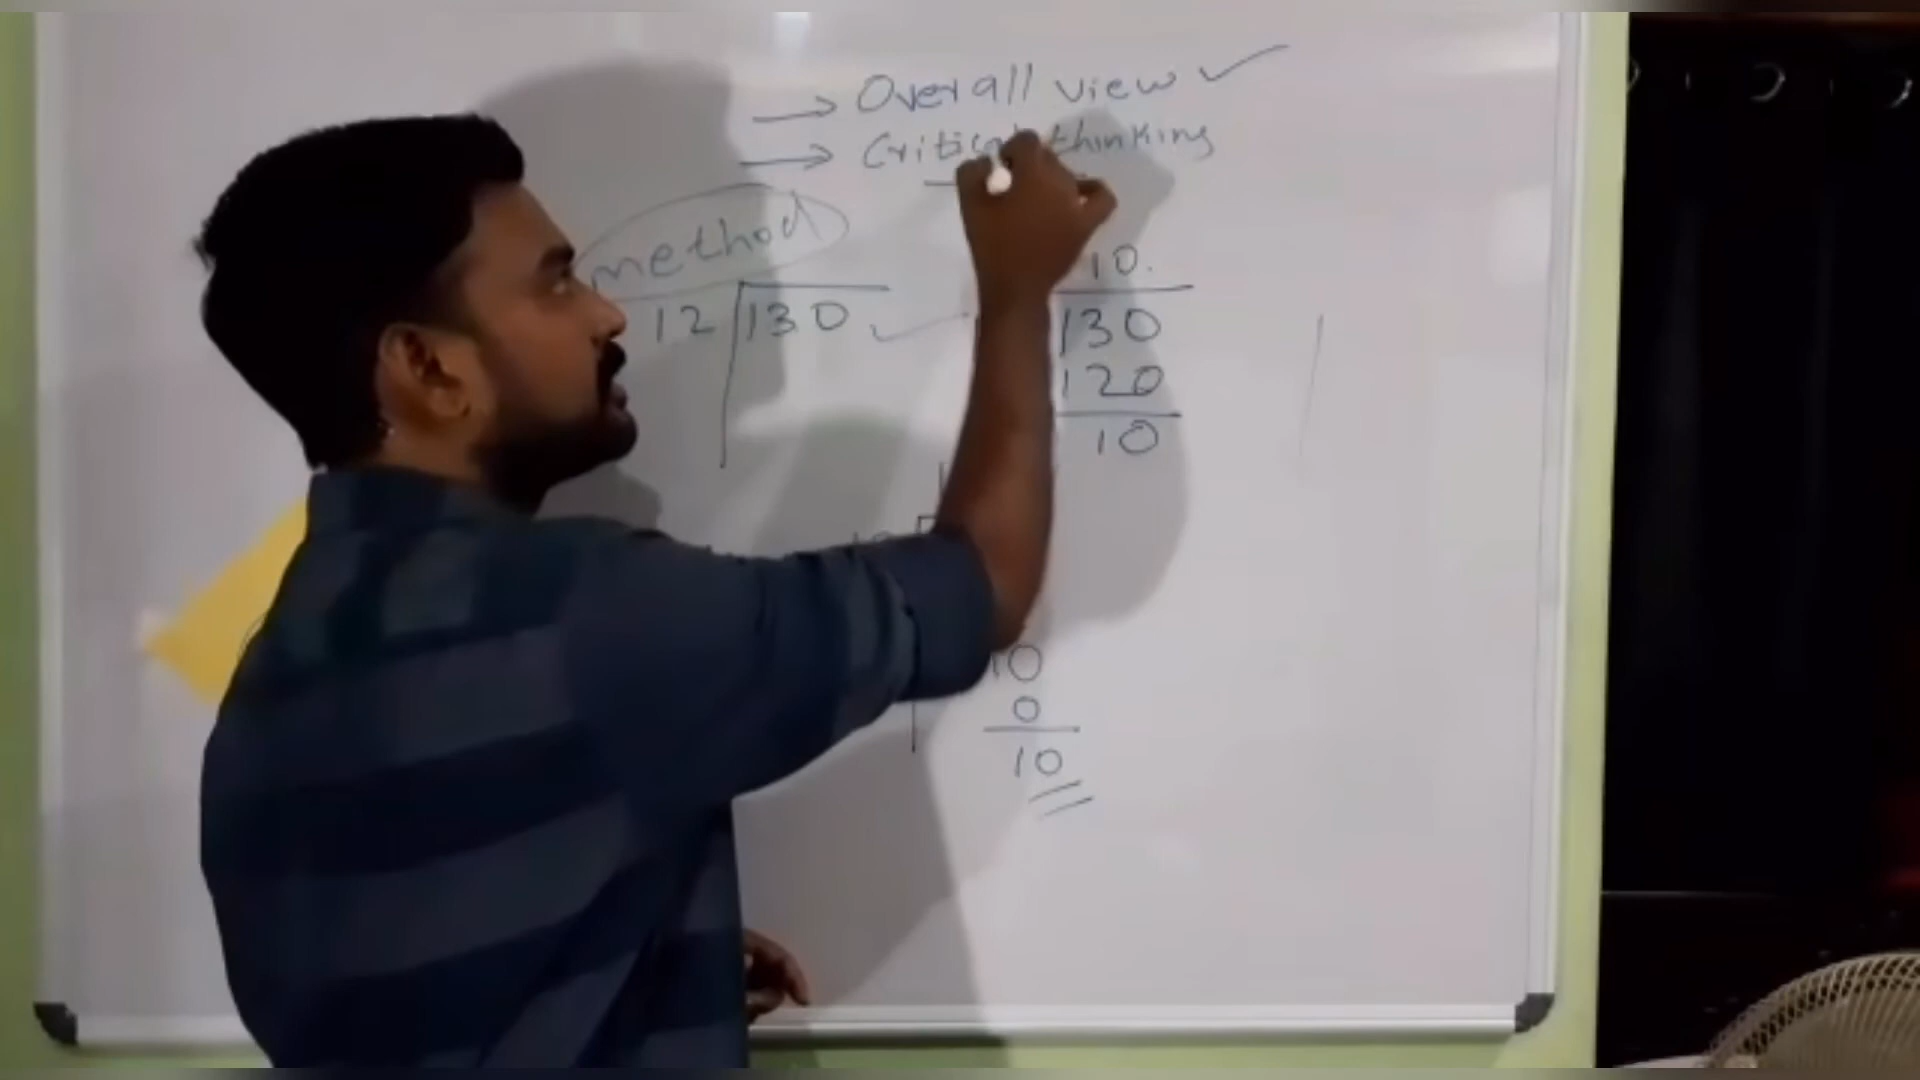 → Overall view ✓
→ Critical thinking
method
10.
12 130
130
120
10
10
0
10